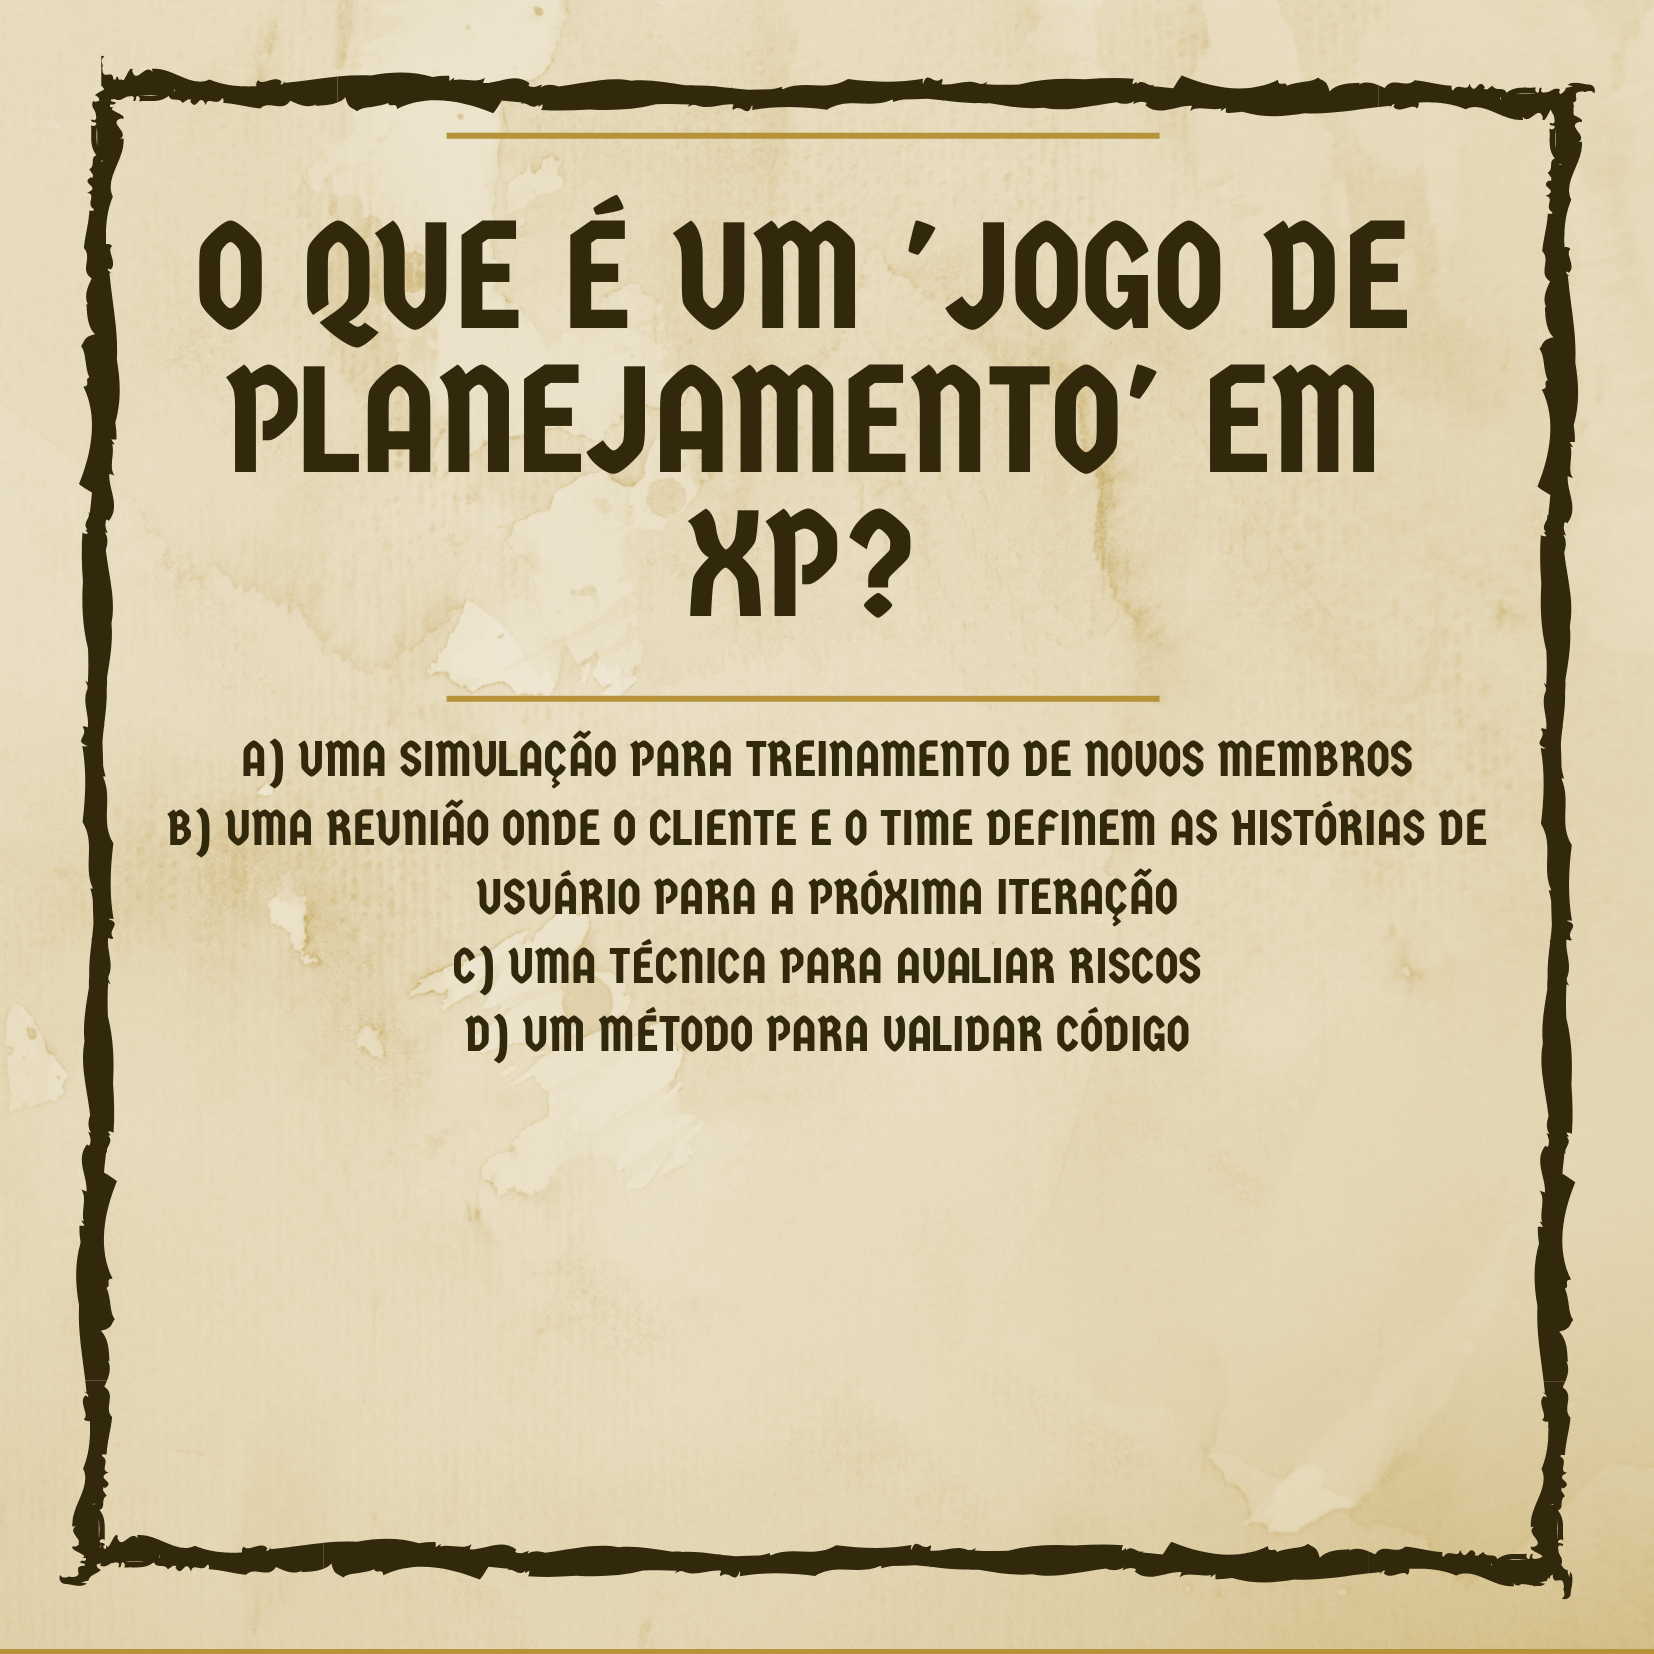 O QUE É UM 'JOGO DE
PLANEJAMENTO' EM
XP?
A) UMA SIMULAÇÃO PARA TREINAMENTO DE NOVOS MEMBROS
B) UMA REUNIÃO ONDE O CLIENTE E O TIME DEFINEM AS HISTÓRIAS DE
USUÁRIO PARA A PRÓXIMA ITERAÇÃO
C) UMA TÉCNICA PARA AVALIAR RISCOS
D) UM MÉTODO PARA VALIDAR CÓDIGO